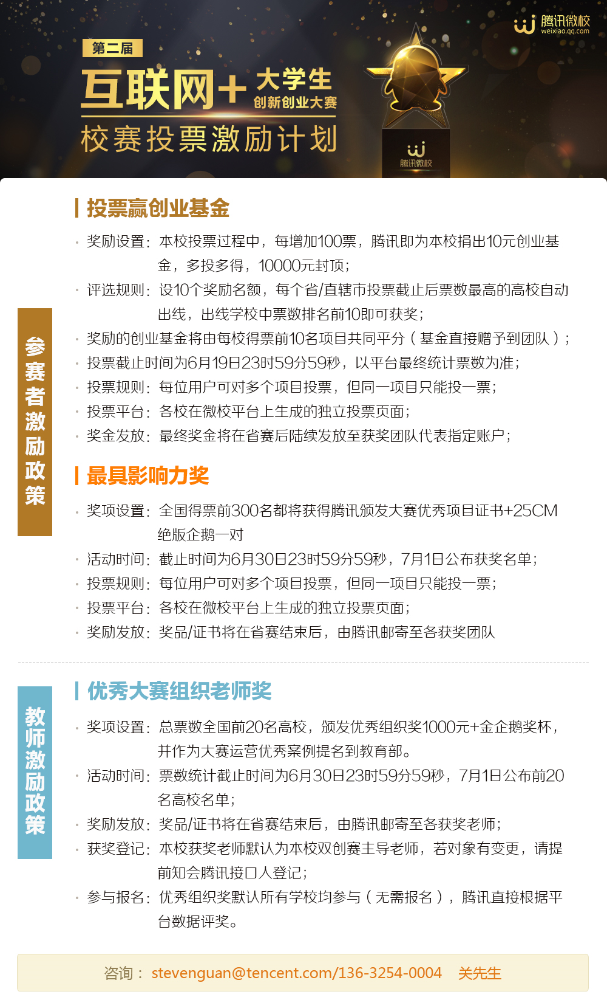 腾讯微校
weixiao.qq.com
第二届
互联网+大学生
创新创业大赛
校赛投票激励计划
腾讯微校
参赛者激励政策
投票赢创业基金
奖励设置：本校投票过程中，每增加100票，腾讯即为本校捐出10元创业基
金，多投多得，10000元封顶；
评选规则：设10个奖励名额，每个省/直辖市投票截止后票数最高的高校自动
出线，出线学校中票数排名前10即可获奖；
奖励的创业基金将由每校得票前10名项目共同平分（基金直接赠予到团队）；
投票截止时间为6月19日23时59分59秒，以平台最终统计票数为准；
投票规则：每位用户可对多个项目投票，但同一项目只能投一票；
投票平台：各校在微校平台上生成的独立投票页面；
奖金发放：最终奖金将在省赛后陆续发放至获奖团队代表指定账户；
最具影响力奖
奖项设置：全国得票前300名都将获得腾讯颁发大赛优秀项目证书+25CM
绝版企鹅一对
活动时间：截止时间为6月30日23时59分59秒，7月1日公布获奖名单；
投票规则：每位用户可对多个项目投票，但同一项目只能投一票；
投票平台：各校在微校平台上生成的独立投票页面；
奖励发放：奖品/证书将在省赛结束后，由腾讯邮寄至各获奖团队
教师激励政策
优秀大赛组织老师奖
奖项设置：总票数全国前20名高校，颁发优秀组织奖1000元+金企鹅奖杯，
并作为大赛运营优秀案例提名到教育部。
活动时间：票数统计截止时间为6月30日23时59分59秒，7月1日公布前20
名高校名单；
奖励发放：奖品/证书将在省赛结束后，由腾讯邮寄至各获奖老师；
获奖登记：本校获奖老师默认为本校双创赛主导老师，若对象有变更，请提
前知会腾讯接口人登记；
参与报名：优秀组织奖默认所有学校均参与（无需报名），腾讯直接根据平
台数据评奖。
咨询：stevenguan@tencent.com/136-3254-0004 关先生